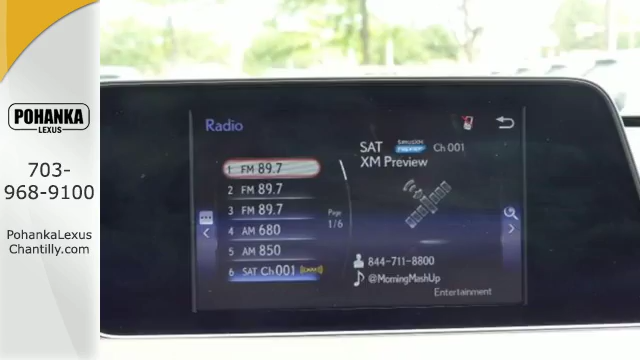 POHANKA
LEXUS
703-
968-9100
PohankaLexus
Chantilly.com
Radio
1 FM 89.7
2 FM 89.7
3 FM 89.7
4 AM 680
5 AM 850
6 SAT Ch001
Page
1/6
SAT Ch 001
XM Preview
844-711-8800
@MorningMashUp
Entertainment